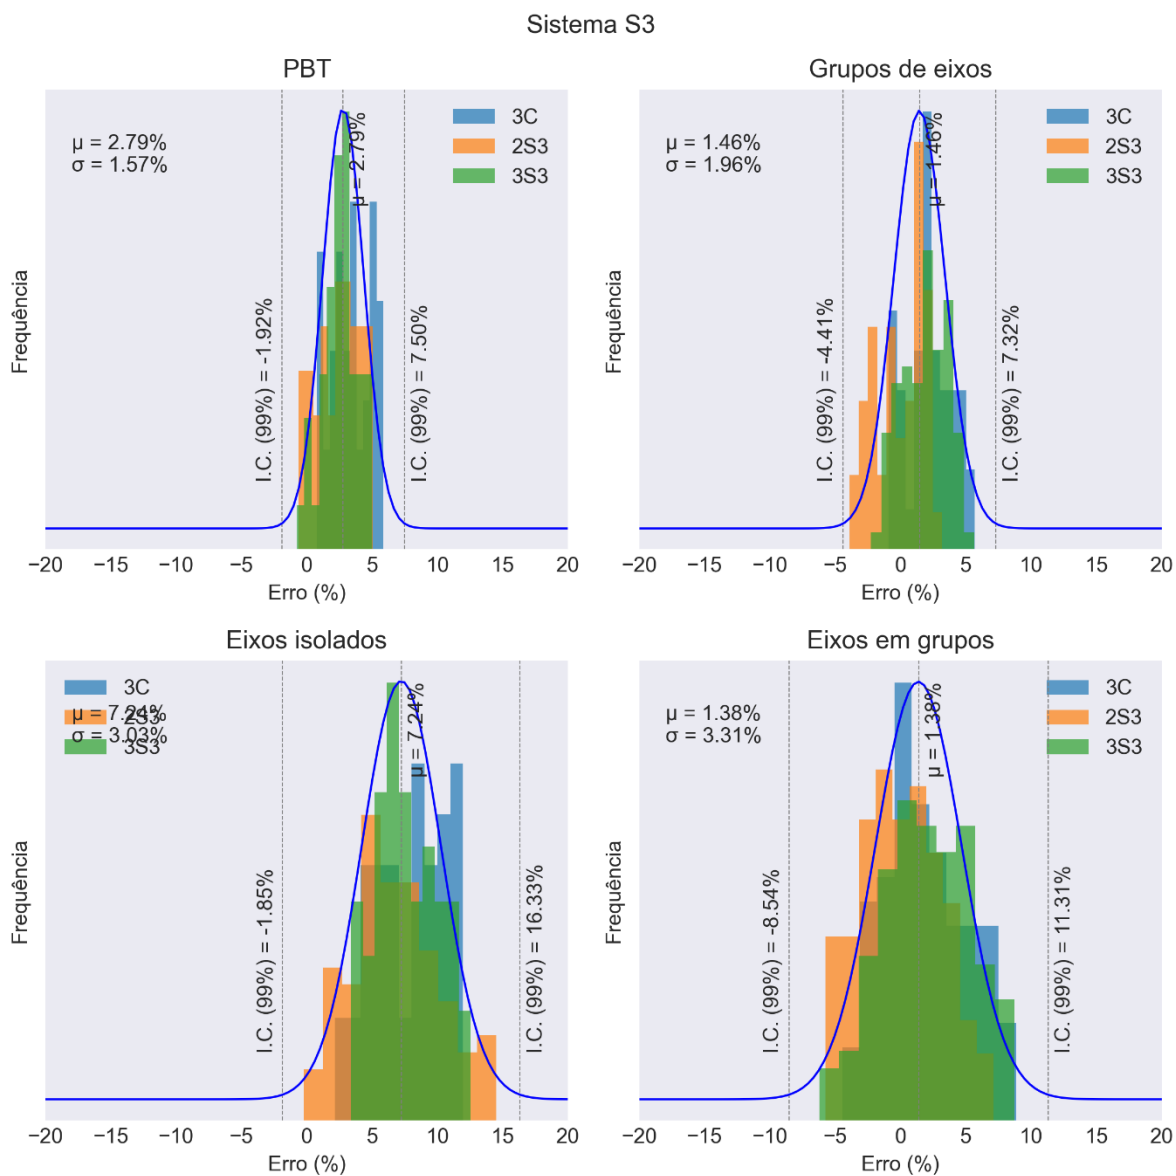 Sistema S3
PBT
μ = 2.79%
σ = 1.57%
3C
2S3
3S3
μ = 2.79%
I.C. (99%) = -1.92%
I.C. (99%) = 7.50%
Frequência
−20 −15 −10 −5 0 5 10 15 20
Erro (%)
Grupos de eixos
μ = 1.46%
σ = 1.96%
3C
2S3
3S3
μ = 1.46%
I.C. (99%) = -4.41%
I.C. (99%) = 7.32%
Frequência
−20 −15 −10 −5 0 5 10 15 20
Erro (%)
Eixos isolados
3C
2S3
3S3
μ = 7.24%
σ = 3.03%
μ = 7.24%
I.C. (99%) = -1.85%
I.C. (99%) = 16.33%
Frequência
−20 −15 −10 −5 0 5 10 15 20
Erro (%)
Eixos em grupos
μ = 1.38%
σ = 3.31%
3C
2S3
3S3
μ = 1.38%
I.C. (99%) = -8.54%
I.C. (99%) = 11.31%
Frequência
−20 −15 −10 −5 0 5 10 15 20
Erro (%)